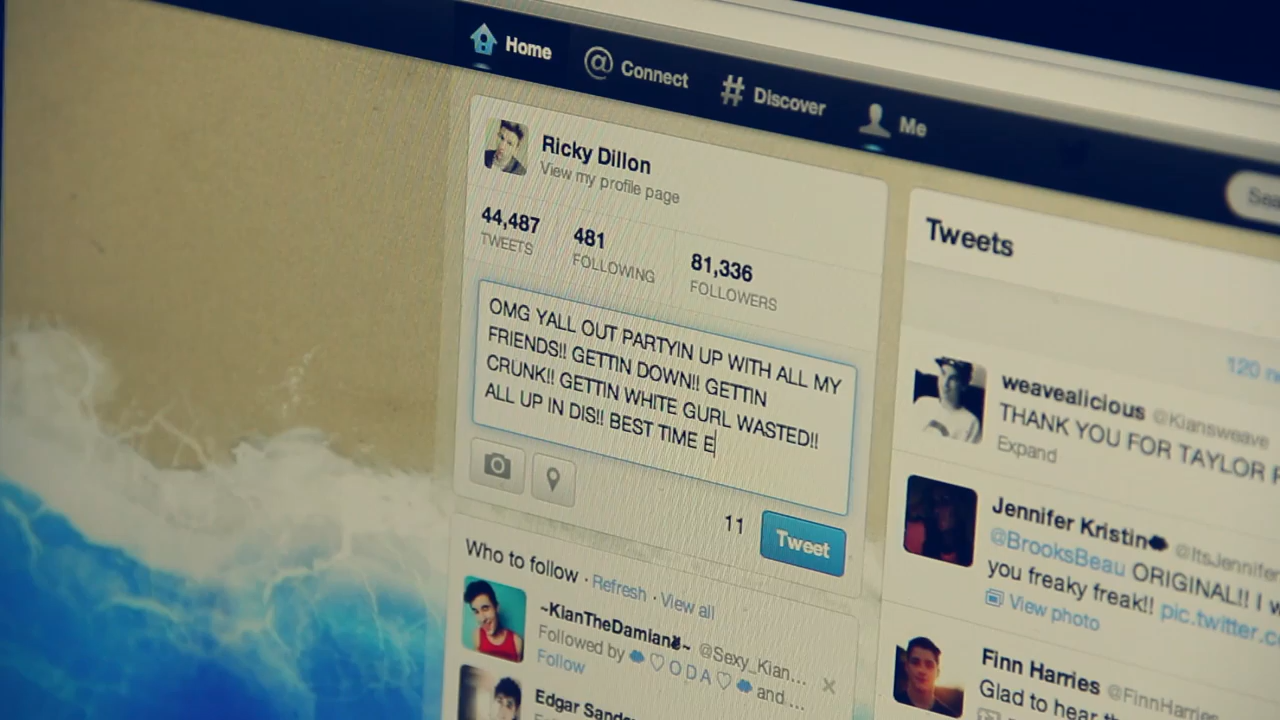 Home
@ Connect
# Discover
Me
Ricky Dillon
View my profile page
44,487
TWEETS
481
FOLLOWING
81,336
FOLLOWERS
OMG YALL OUT PARTYIN UP WITH ALL MY
FRIENDS!! GETTIN DOWN!! GETTIN
CRUNK!! GETTIN WHITE GURL WASTED!!
ALL UP IN DIS!! BEST TIME E
11
Tweet
Who to follow · Refresh · View all
~KianTheDamian~ @Sexy_Kian...
Followed by ♡ O D A ♡ and ...
Follow
Edgar
Tweets
120
weavealicious @Kiansweave
THANK YOU FOR TAYLOR
Expand
Jennifer Kristin @ItsJennifer
@BrooksBeau ORIGINAL!! I
you freaky freak!! pic.twitter.c
View photo
Finn Harries @FinnHarries
Glad to hear